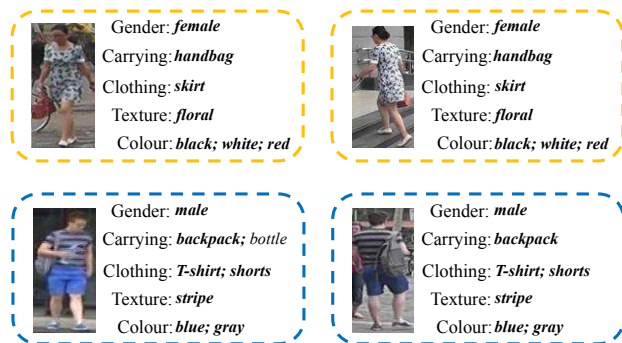 Gender: female
Carrying: handbag
Clothing: skirt
Texture: floral
Colour: black; white; red
Gender: female
Carrying: handbag
Clothing: skirt
Texture: floral
Colour: black; white; red
Gender: male
Carrying: backpack; bottle
Clothing: T-shirt; shorts
Texture: stripe
Colour: blue; gray
Gender: male
Carrying: backpack
Clothing: T-shirt; shorts
Texture: stripe
Colour: blue; gray